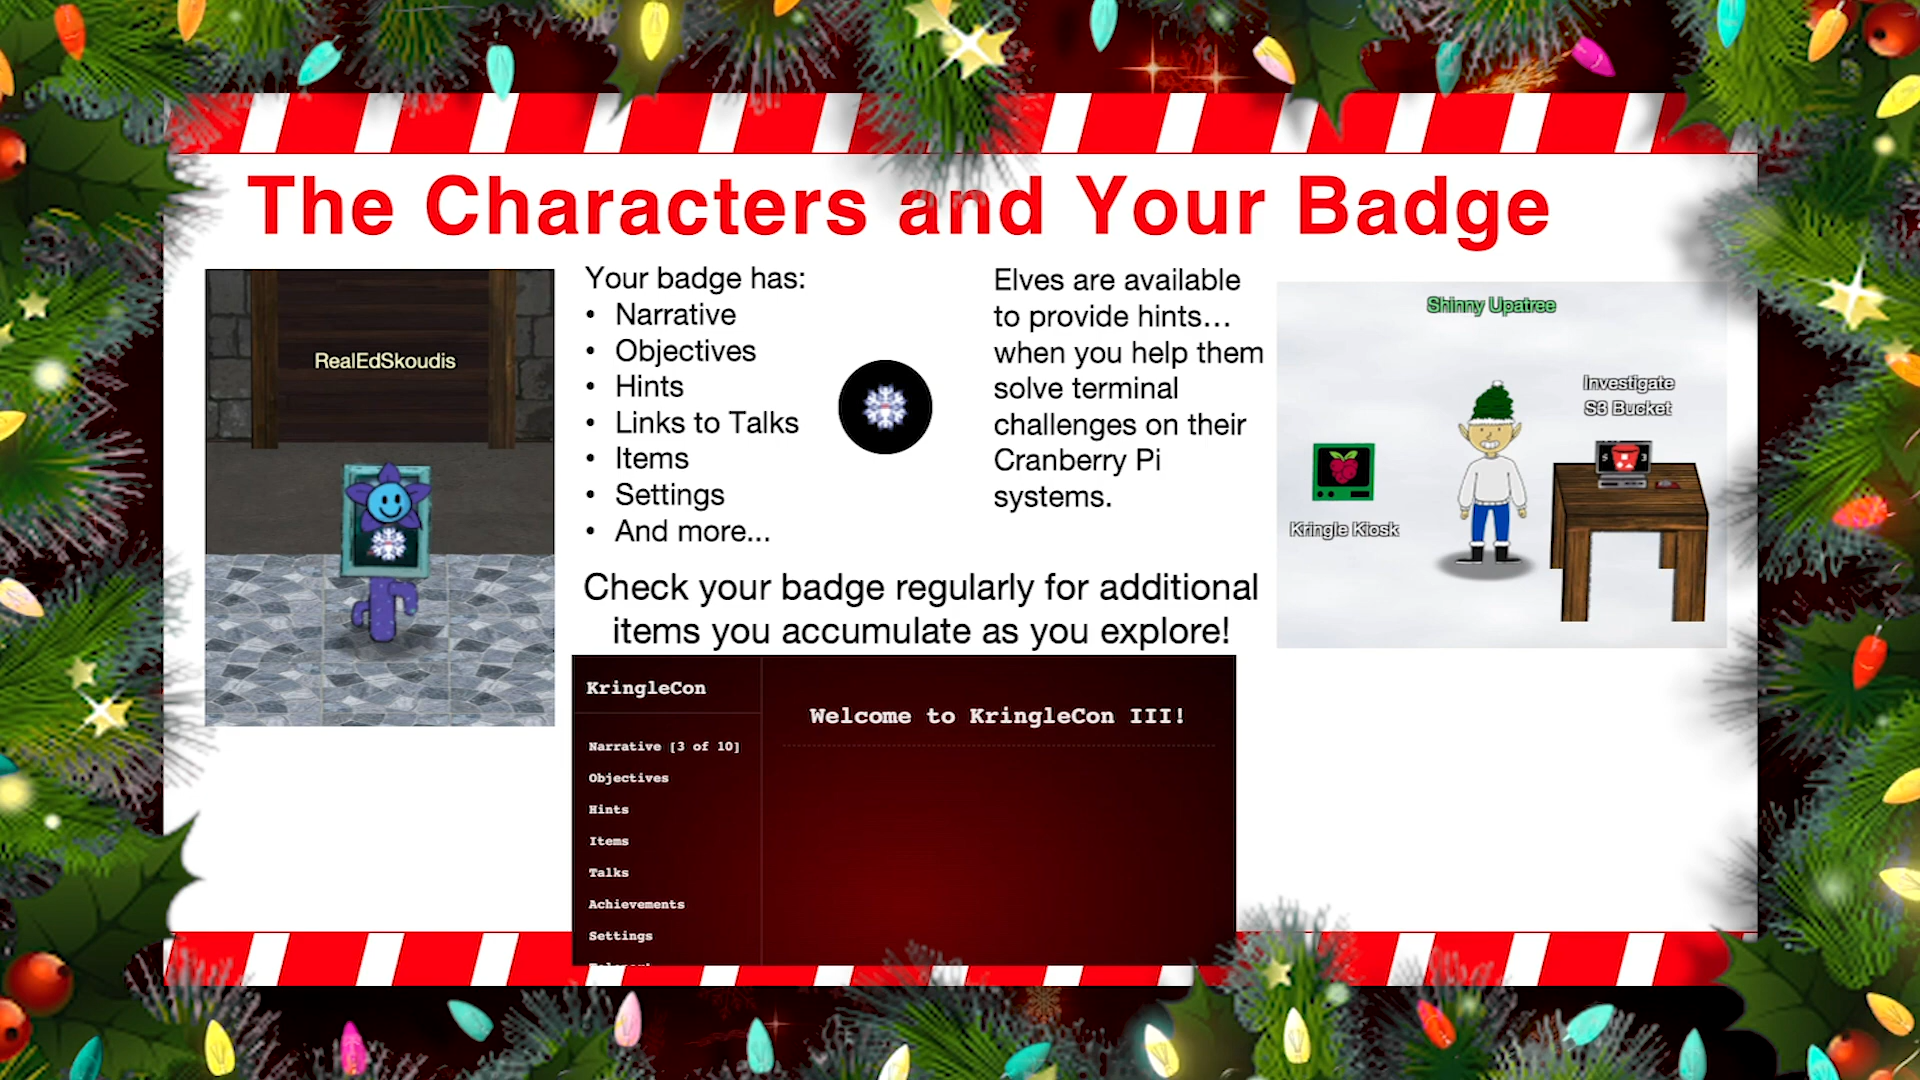 The Characters and Your Badge
RealEdSkoudis
Your badge has:
• Narrative
• Objectives
• Hints
• Links to Talks
• Items
• Settings
• And more...
Elves are available
to provide hints…
when you help them
solve terminal
challenges on their
Cranberry Pi
systems.
Shinny Upatree
Investigate
S3 Bucket
S 3
Kringle Kiosk
Check your badge regularly for additional
items you accumulate as you explore!
KringleCon
Narrative [3 of 10]
Objectives
Hints
Items
Talks
Achievements
Settings
Welcome to KringleCon III!